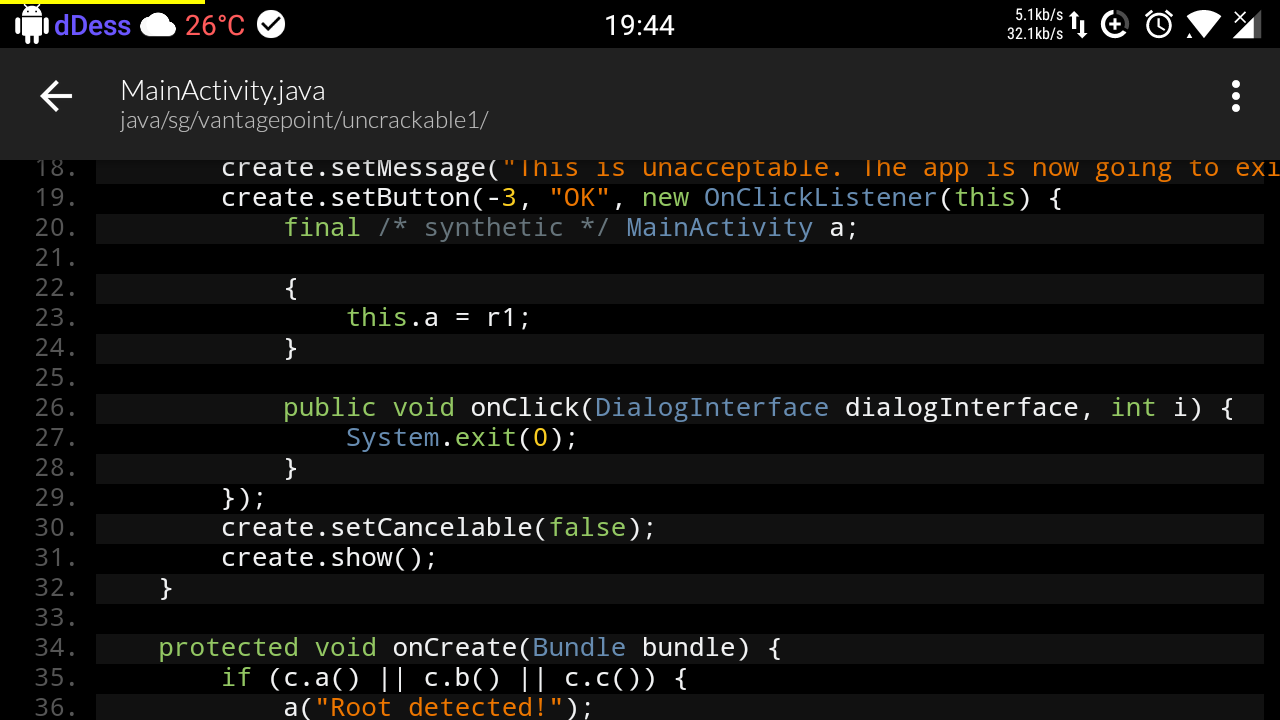 dDess 26°C 19:44 5.1kb/s
32.1kb/s
MainActivity.java
java/sg/vantagepoint/uncrackable1/
18. create.setMessage("This is unacceptable. The app is now going to exi
19. create.setButton(-3, "OK", new OnClickListener(this) {
20. final /* synthetic */ MainActivity a;
21.
22. {
23. this.a = r1;
24. }
25.
26. public void onClick(DialogInterface dialogInterface, int i) {
27. System.exit(0);
28. }
29. });
30. create.setCancelable(false);
31. create.show();
32. }
33.
34. protected void onCreate(Bundle bundle) {
35. if (c.a() || c.b() || c.c()) {
36. a("Root detected!");